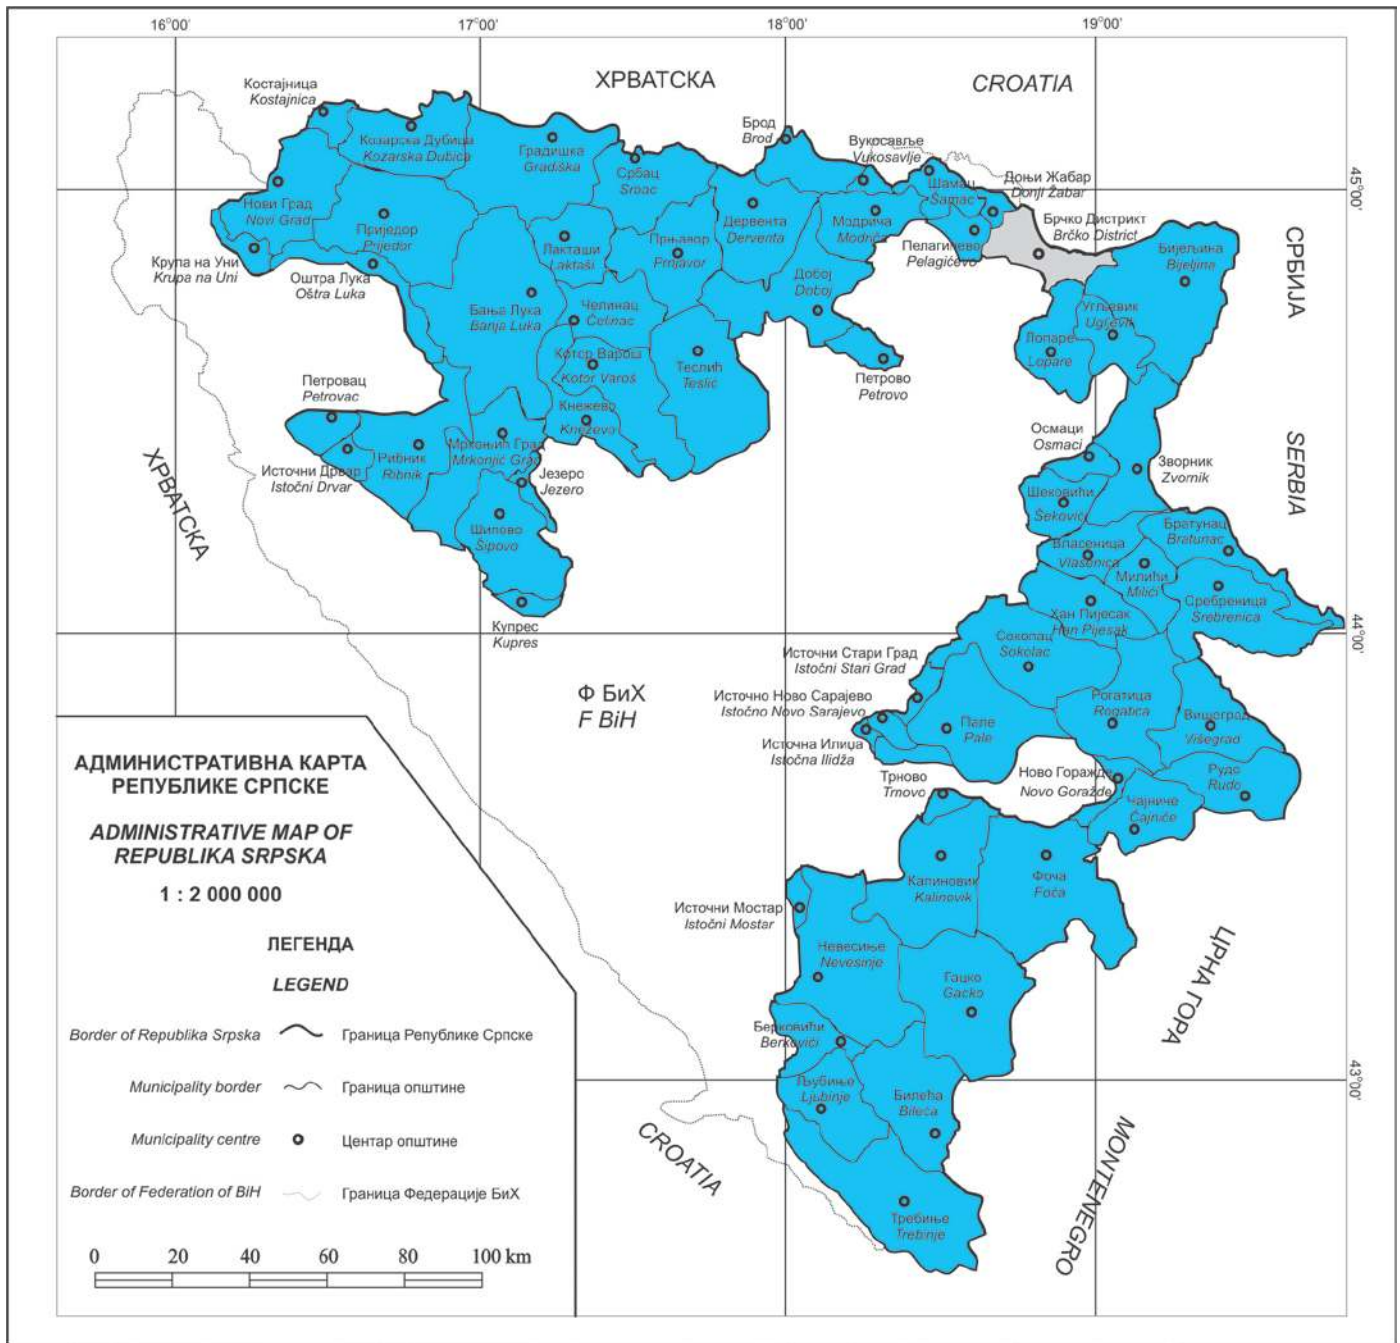 16°00'
17°00'
18°00'
19°00'
ХРВАТСКА
CROATIA
Костајница
Kostajnica
Козарска Дубица
Kozarska Dubica
Градишка
Gradiška
Србац
Srbac
Брод
Brod
Вукосавље
Vukosavlje
Шамац
Šamac
Доњи Жабар
Donji Žabar
45°00'
Нови Град
Novi Grad
Приједор
Prijedor
Лакташи
Laktaši
Прњавор
Prnjavor
Дервента
Derventa
Модрича
Modriča
Пелагићево
Pelagićevo
Брчко Дистрикт
Brčko District
Бијељина
Bijeljina
СРБИЈА
Крупа на Уни
Krupa na Uni
Оштра Лука
Oštra Luka
Бања Лука
Banja Luka
Челинац
Čelinac
Добој
Doboj
Угљевик
Ugljevik
Лопаре
Lopare
Котор Варош
Kotor Varoš
Теслић
Teslić
Петрово
Petrovo
Петровац
Petrovac
Кнежево
Kneževo
Источни Дрвар
Istočni Drvar
Рибник
Ribnik
Мркоњић Град
Mrkonjić Grad
Језеро
Jezero
Осмаци
Osmaci
Зворник
Zvornik
SERBIA
ХРВАТСКА
Шипово
Šipovo
Шековићи
Šekovići
Братунац
Bratunac
Власеница
Vlasenica
Милићи
Milići
Сребреница
Srebrenica
Купрес
Kupres
Хан Пијесак
Han Pijesak
44°00'
Соколац
Sokolac
Источни Стари Град
Istočni Stari Grad
Ф БиХ
F BiH
Источно Ново Сарајево
Istočno Novo Sarajevo
Источна Илиџа
Istočna Ilidža
Пале
Pale
Рогатица
Rogatica
Вишеград
Višegrad
Трново
Trnovo
Ново Горажде
Novo Goražde
Рудо
Rudo
Чајниче
Čajniče
Калиновик
Kalinovik
Фоча
Foča
Источни Мостар
Istočni Mostar
Невесиње
Nevesinje
Гацко
Gacko
ЦРНА ГОРА
Берковићи
Berkovići
43°00'
Љубиње
Ljubinje
Билећа
Bileća
CROATIA
MONTENEGRO
Требиње
Trebinje
АДМИНИСТРАТИВНА КАРТА
РЕПУБЛИКЕ СРПСКЕ
ADMINISTRATIVE MAP OF
REPUBLIKA SRPSKA
1 : 2 000 000
ЛЕГЕНДА
LEGEND
Border of Republika Srpska Граница Републике Српске
Municipality border Граница општине
Municipality centre Центар општине
Border of Federation of BiH Граница Федерације БиХ
0 20 40 60 80 100 km